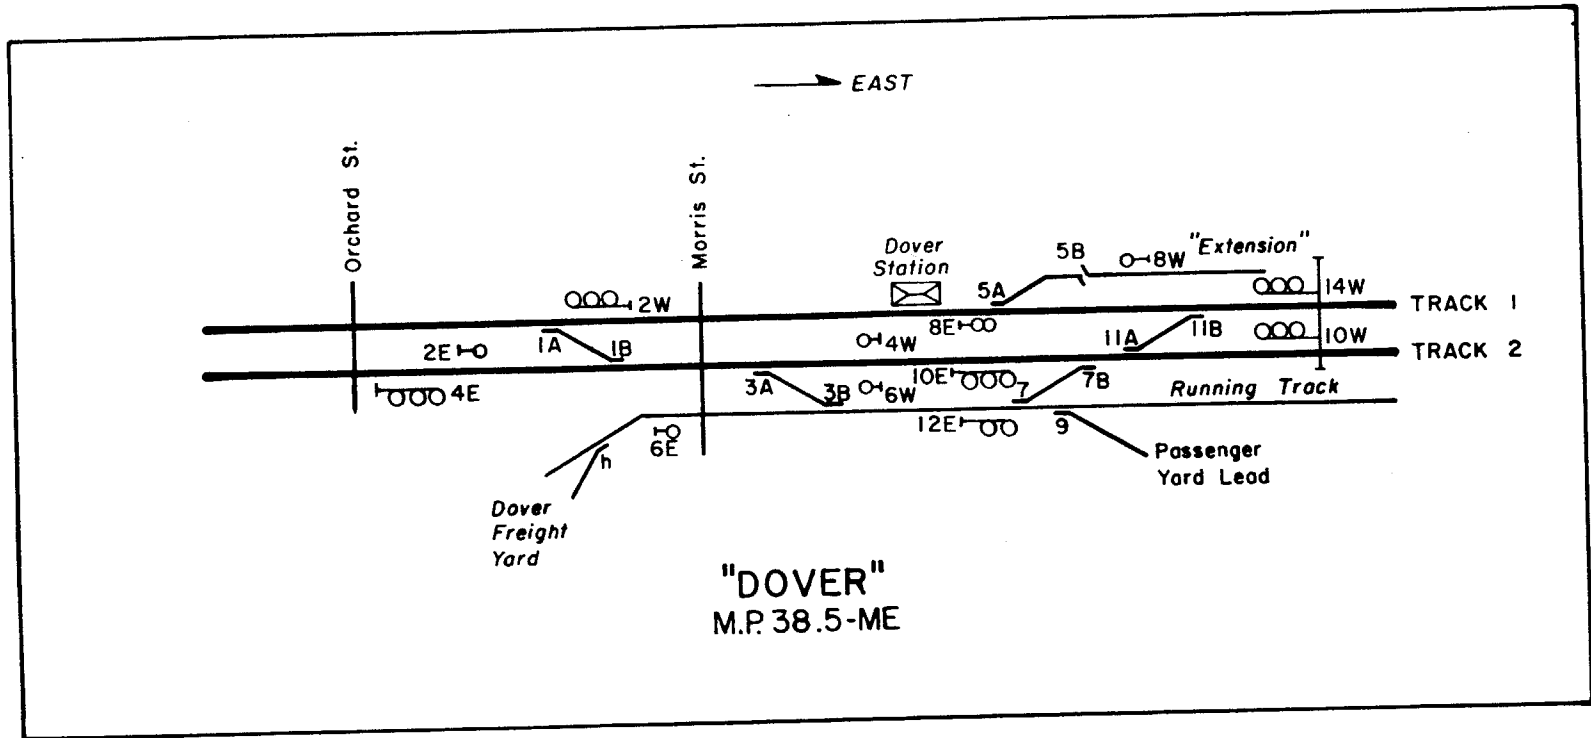 EAST
Orchard St.
Morris St.
Dover
Station
5B
8W
"Extension"
5A
14W
2W
TRACK 1
8E
11B
4W
11A
10W
1A
1B
2E
TRACK 2
10E
7B
3A
3B
6W
7
Running Track
4E
12E
9
6E
h
Passenger
Yard Lead
Dover
Freight
Yard
"DOVER"
M.P. 38.5-ME